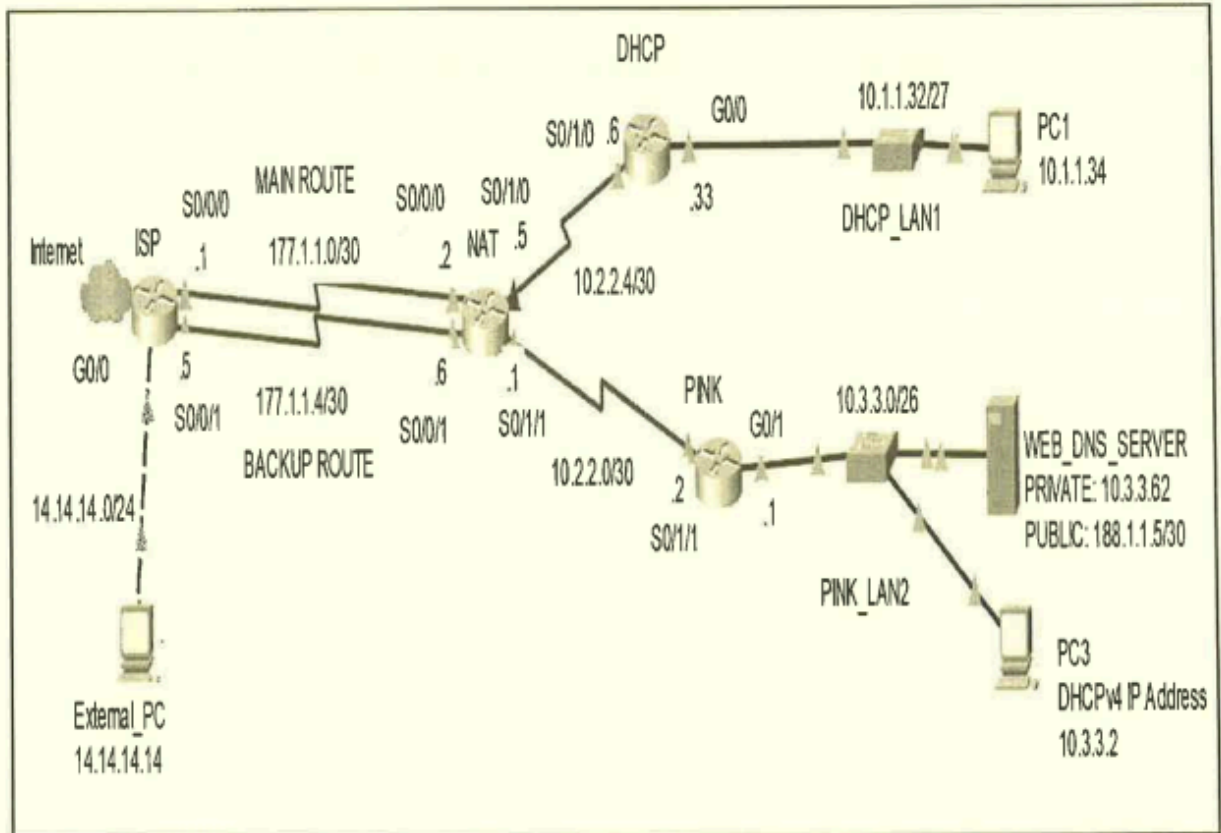 DHCP
G0/0
10.1.1.32/27
PC1
10.1.1.34
S0/1/0
.6
.33
DHCP_LAN1
MAIN ROUTE
S0/0/0
S0/0/0
S0/1/0
Internet
ISP
.1
177.1.1.0/30
.2
NAT
.5
10.2.2.4/30
G0/0
.5
S0/0/1
177.1.1.4/30
BACKUP ROUTE
.6
S0/0/1
.1
S0/1/1
10.2.2.0/30
PINK
G0/1
10.3.3.0/26
.2
S0/1/1
.1
WEB_DNS_SERVER
PRIVATE: 10.3.3.62
PUBLIC: 188.1.1.5/30
14.14.14.0/24
PINK_LAN2
PC3
DHCPv4 IP Address
10.3.3.2
External_PC
14.14.14.14